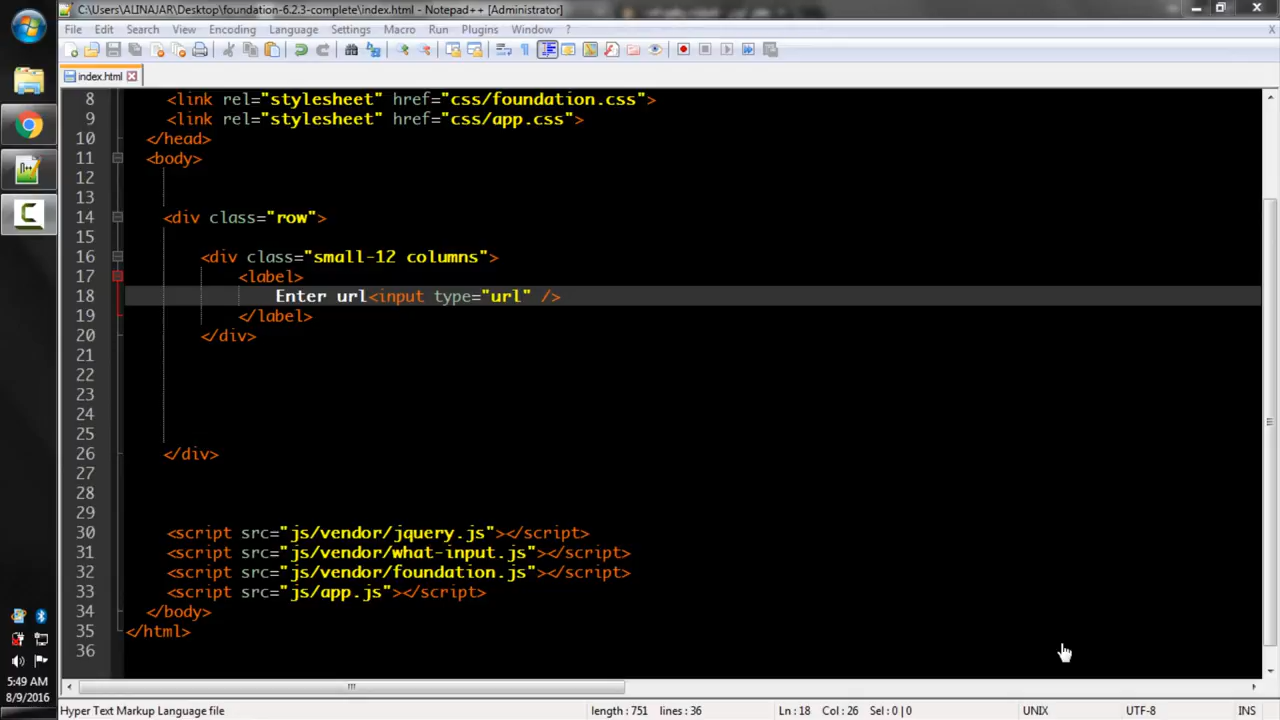 C:\Users\ALINAJAR\Desktop\foundation-6.2.3-complete\index.html - Notepad++ [Administrator]
File Edit Search View Encoding Language Settings Macro Run Plugins Window ? X
index.html
8 <link rel="stylesheet" href="css/foundation.css">
9 <link rel="stylesheet" href="css/app.css">
10 </head>
11 <body>
12
13
14 <div class="row">
15
16 <div class="small-12 columns">
17 <label>
18 Enter url<input type="url" />
19 </label>
20 </div>
21
22
23
24
25
26 </div>
27
28
29
30 <script src="js/vendor/jquery.js"></script>
31 <script src="js/vendor/what-input.js"></script>
32 <script src="js/vendor/foundation.js"></script>
33 <script src="js/app.js"></script>
34 </body>
35 </html>
36
5:49 AM
8/9/2016
Hyper Text Markup Language file length : 751 lines : 36 Ln : 18 Col : 26 Sel : 0 | 0 UNIX UTF-8 INS